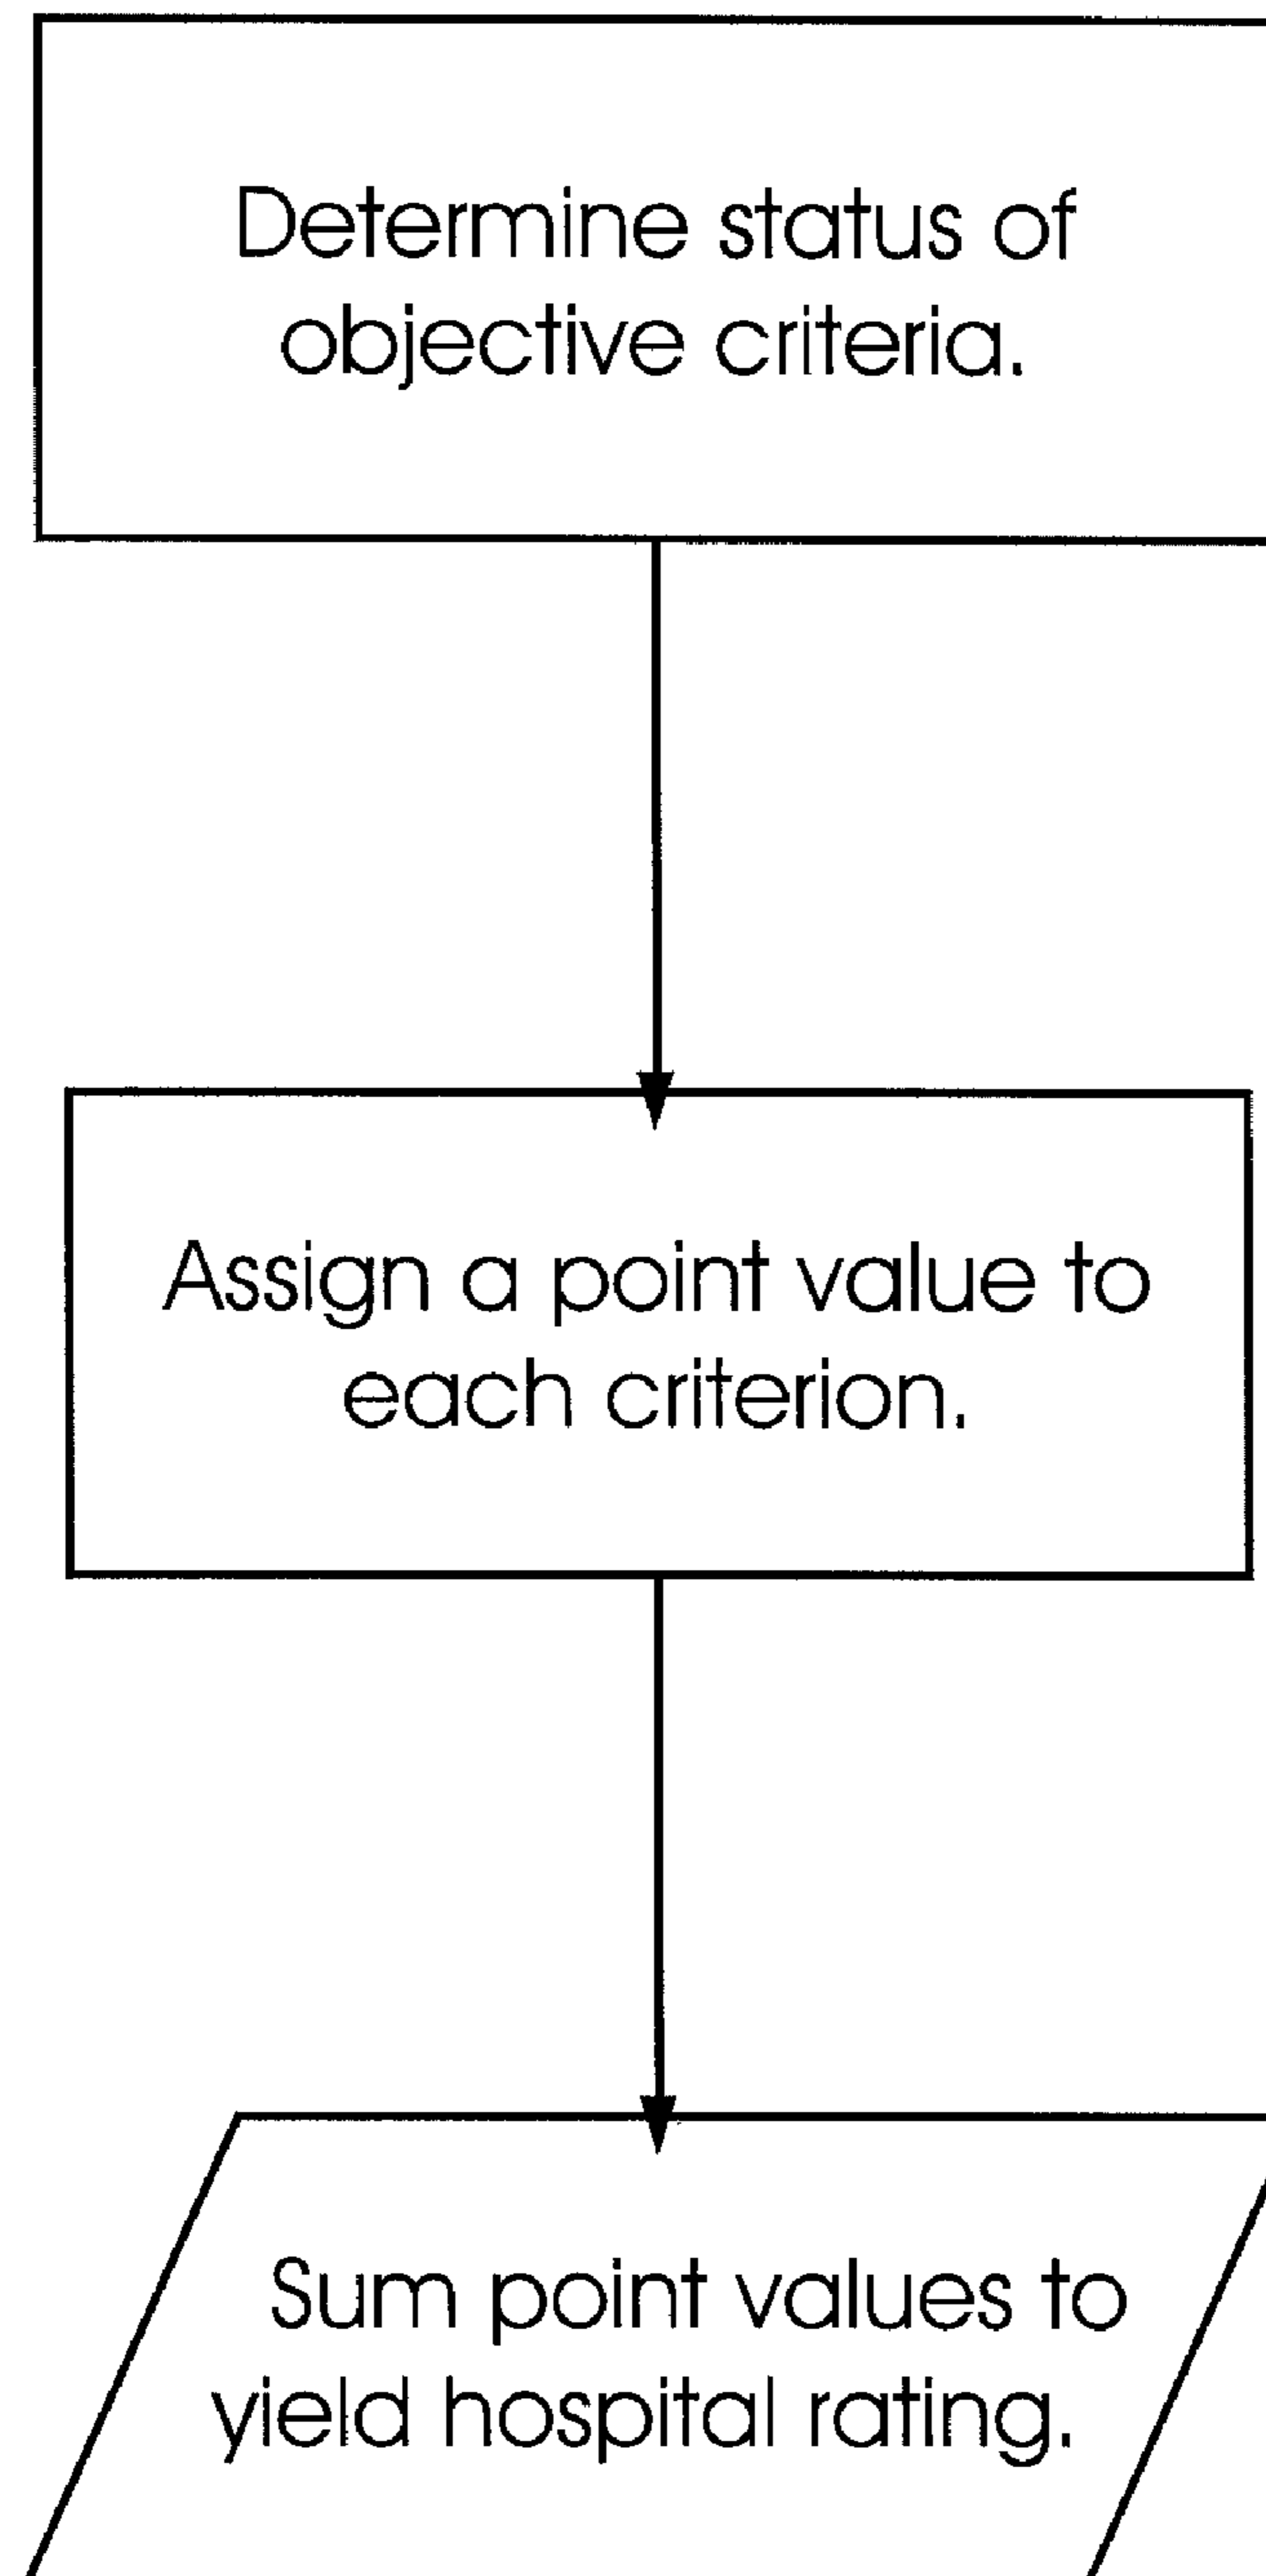 Determine status of
objective criteria.
Assign a point value to
each criterion.
Sum point values to
yield hospital rating.